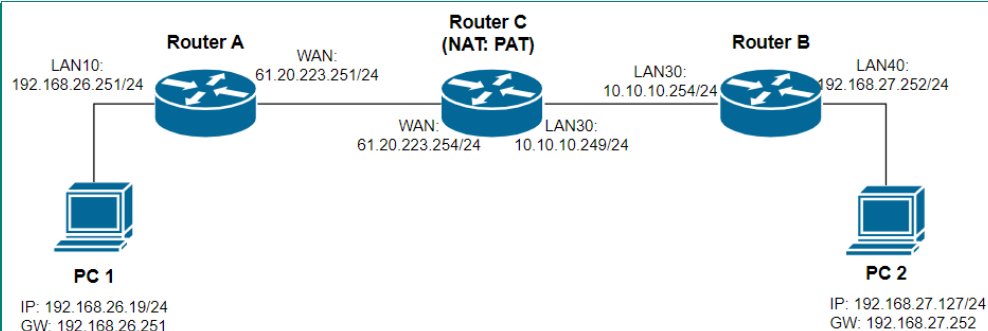 Router C
(NAT: PAT)
Router A
Router B
WAN:
61.20.223.251/24
LAN10:
192.168.26.251/24
LAN30:
10.10.10.254/24
LAN40:
192.168.27.252/24
WAN:
61.20.223.254/24
LAN30:
10.10.10.249/24
PC 1
IP: 192.168.26.19/24
GW: 192.168.26.251
PC 2
IP: 192.168.27.127/24
GW: 192.168.27.252